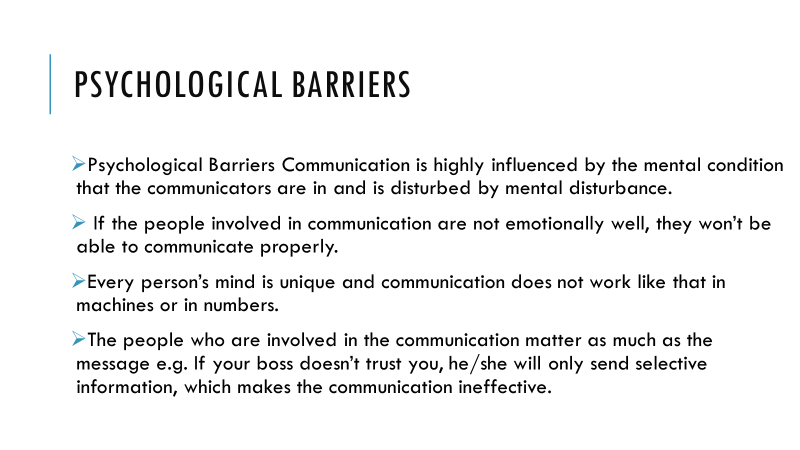 PSYCHOLOGICAL BARRIERS
➢Psychological Barriers Communication is highly influenced by the mental condition
that the communicators are in and is disturbed by mental disturbance.
➢ If the people involved in communication are not emotionally well, they won't be
able to communicate properly.
➢Every person's mind is unique and communication does not work like that in
machines or in numbers.
➢The people who are involved in the communication matter as much as the
message e.g. If your boss doesn't trust you, he/she will only send selective
information, which makes the communication ineffective.